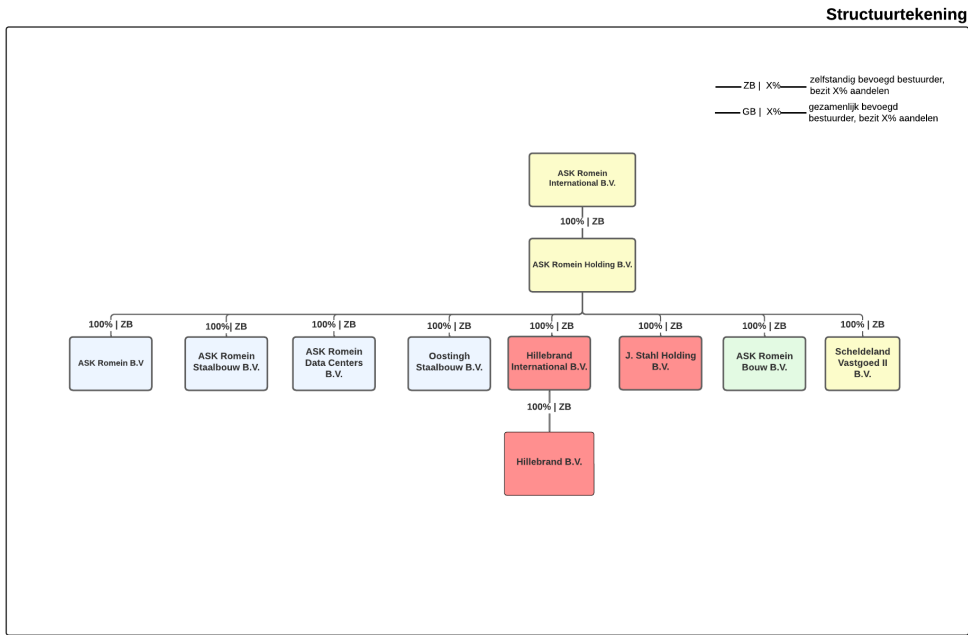 Structuurtekening
ZB | X%
zelfstandig bevoegd bestuurder,
bezit X% aandelen
GB | X%
gezamenlijk bevoegd
bestuurder, bezit X% aandelen
ASK Romein
International B.V.
100% | ZB
ASK Romein Holding B.V.
100% | ZB
100%| ZB
100% | ZB
100% | ZB
100% | ZB
100% | ZB
100% | ZB
100% | ZB
ASK Romein B.V
ASK Romein
Staalbouw B.V.
ASK Romein
Data Centers
B.V.
Oostingh
Staalbouw B.V.
Hillebrand
International B.V.
J. Stahl Holding
B.V.
ASK Romein
Bouw B.V.
Scheldeland
Vastgoed II
B.V.
100% | ZB
Hillebrand B.V.